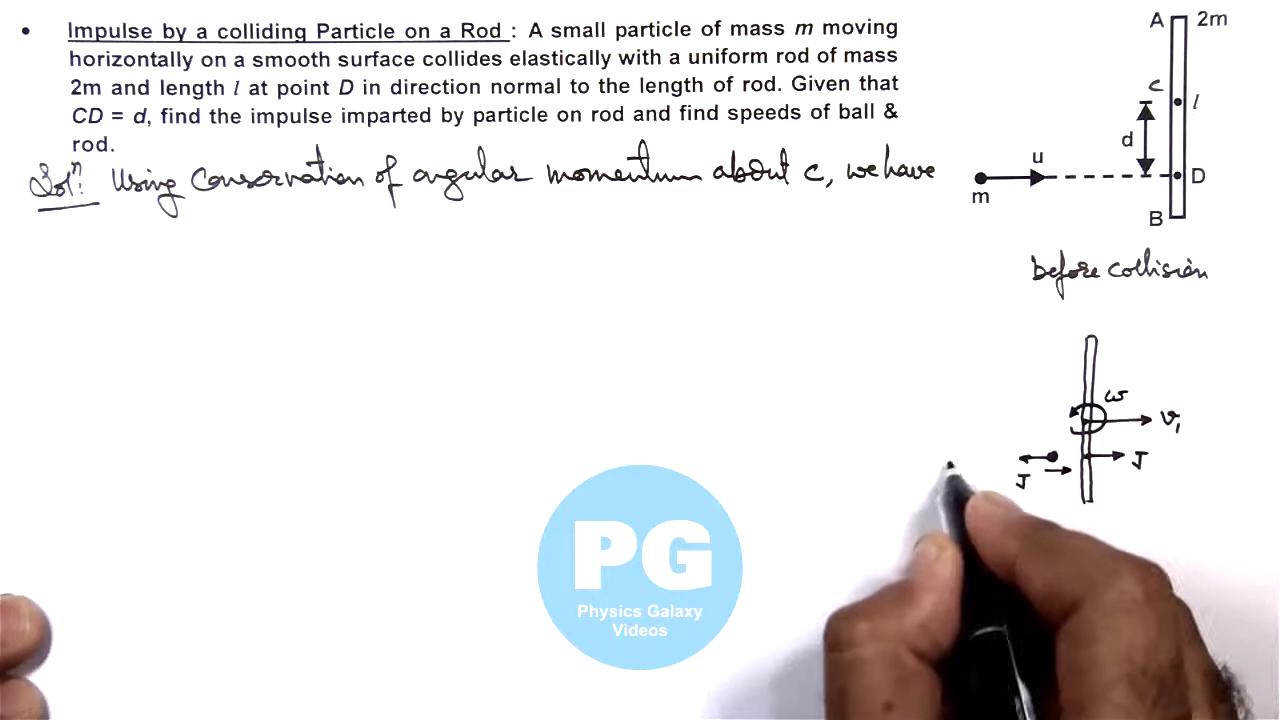 • Impulse by a colliding Particle on a Rod : A small particle of mass m moving
horizontally on a smooth surface collides elastically with a uniform rod of mass
2m and length l at point D in direction normal to the length of rod. Given that
CD = d, find the impulse imparted by particle on rod and find speeds of ball &
rod.
Solⁿ: Using Conservation of angular momentum about C, we have
A 2m
C l
d
u
m D
B
before collision
ω
v₁
J J
PG
Physics Galaxy
Videos